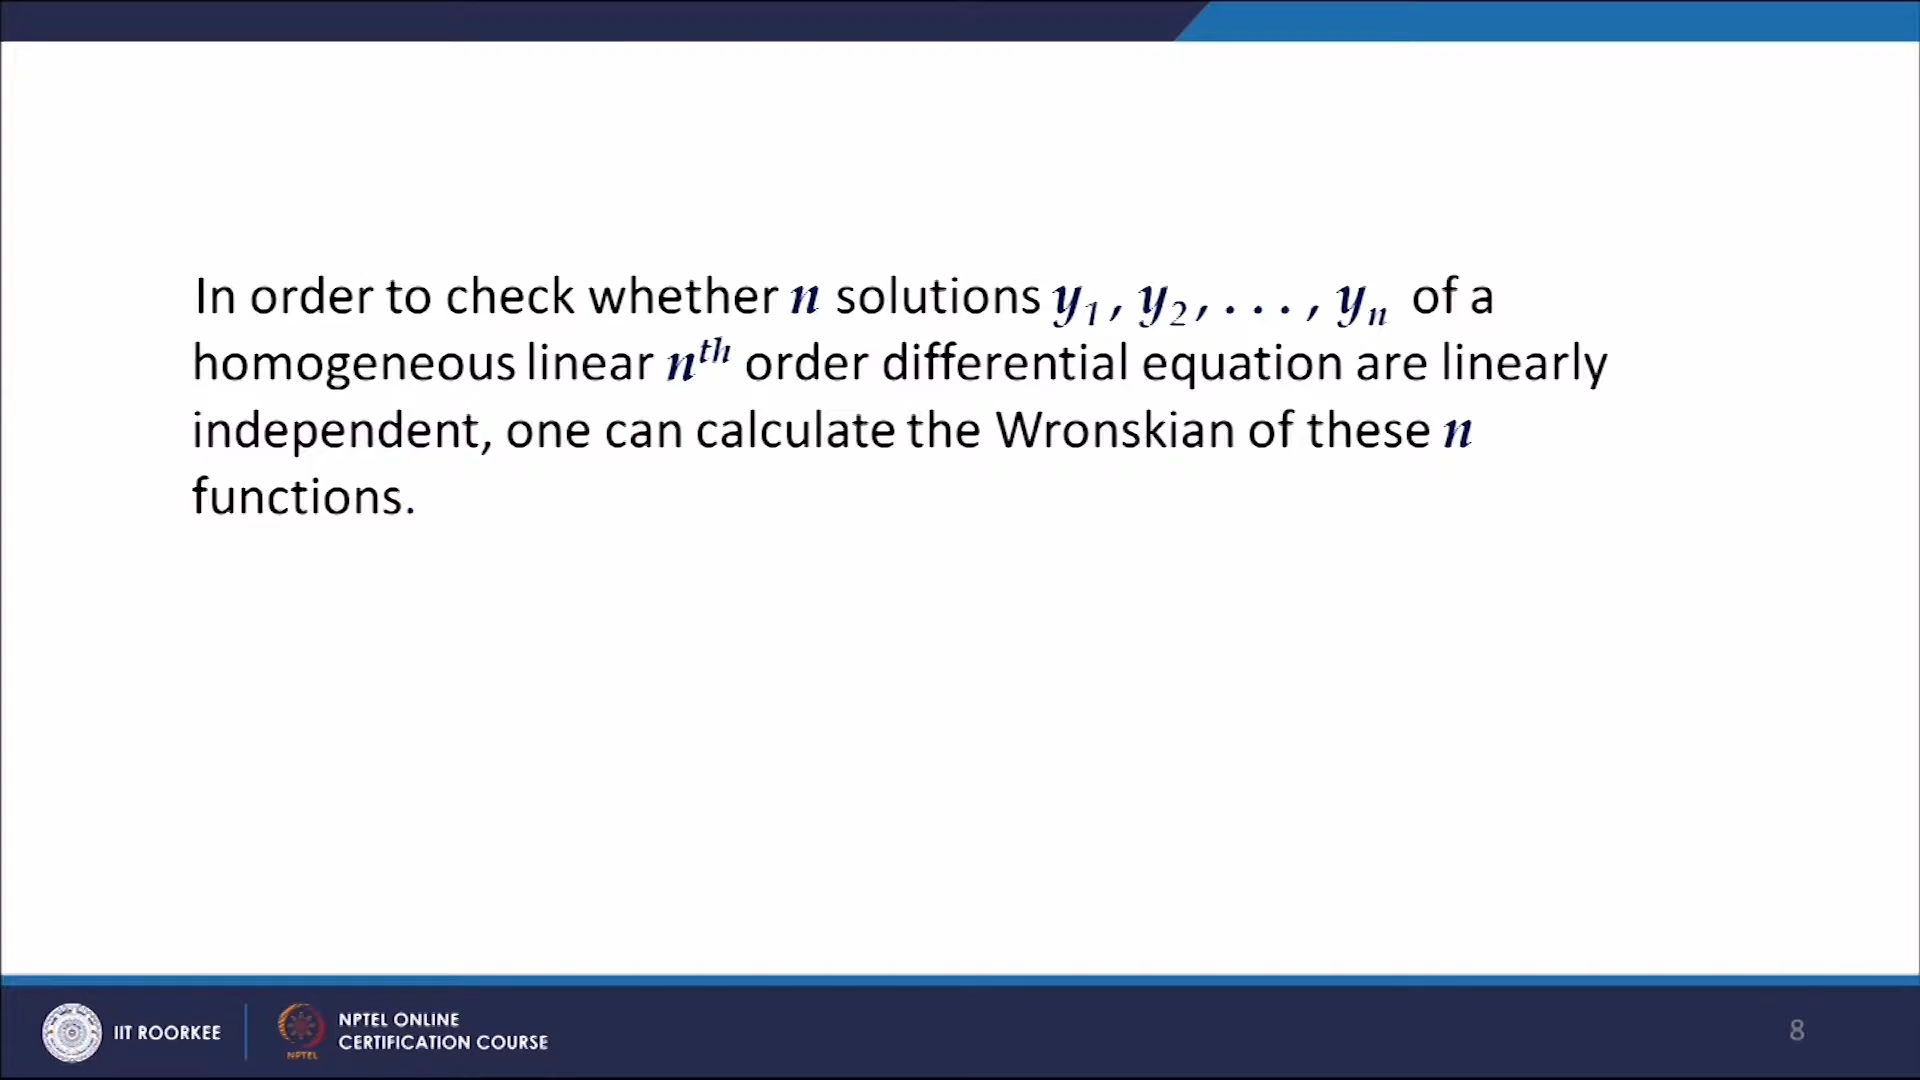 In order to check whether n solutions y₁, y₂, . . . , yₙ of a
homogeneous linear nᵗʰ order differential equation are linearly
independent, one can calculate the Wronskian of these n
functions.
IIT ROORKEE
NPTEL
NPTEL ONLINE
CERTIFICATION COURSE
8